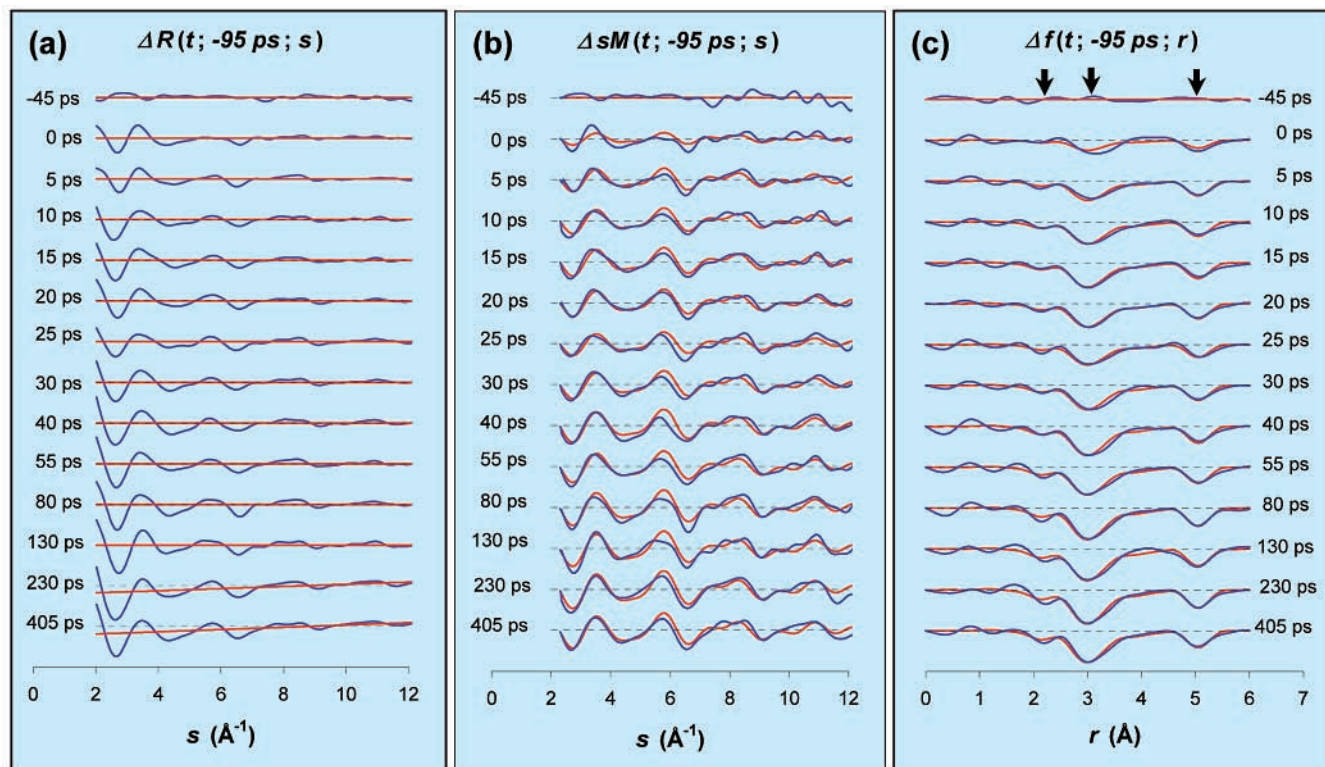 (a)
ΔR(t; -95 ps; s)
-45 ps
0 ps
5 ps
10 ps
15 ps
20 ps
25 ps
30 ps
40 ps
55 ps
80 ps
130 ps
230 ps
405 ps
0 2 4 6 8 10 12
s (Å⁻¹)
(b)
ΔsM(t; -95 ps; s)
-45 ps
0 ps
5 ps
10 ps
15 ps
20 ps
25 ps
30 ps
40 ps
55 ps
80 ps
130 ps
230 ps
405 ps
0 2 4 6 8 10 12
s (Å⁻¹)
(c)
Δf(t; -95 ps; r)
-45 ps
0 ps
5 ps
10 ps
15 ps
20 ps
25 ps
30 ps
40 ps
55 ps
80 ps
130 ps
230 ps
405 ps
0 1 2 3 4 5 6 7
r (Å)